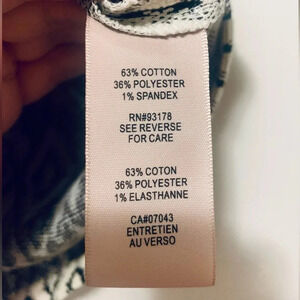 63% COTTON
36% POLYESTER
1% SPANDEX
RN#93178
SEE REVERSE
FOR CARE
63% COTON
36% POLYESTER
1% ELASTHANNE
CA#07043
ENTRETIEN
AU VERSO